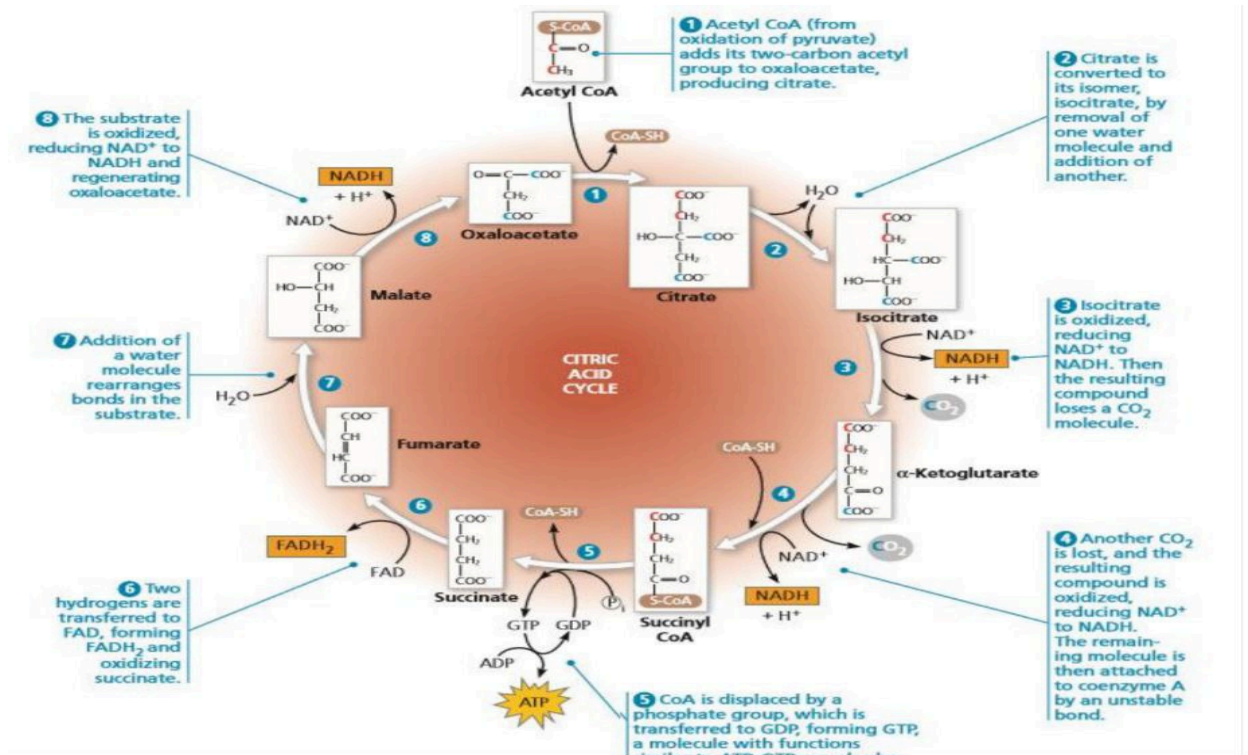 S-CoA
C=O
CH₃
Acetyl CoA
1 Acetyl CoA (from
oxidation of pyruvate)
adds its two-carbon acetyl
group to oxaloacetate,
producing citrate.
2 Citrate is
converted to
its isomer,
isocitrate, by
removal of
one water
molecule and
addition of
another.
8 The substrate
is oxidized,
reducing NAD⁺ to
NADH and
regenerating
oxaloacetate.
CoA-SH
NADH
+ H⁺
NAD⁺
8
O=C—COO⁻
CH₂
COO⁻
Oxaloacetate
1
COO⁻
CH₂
HO—C—COO⁻
CH₂
COO⁻
Citrate
H₂O
2
COO⁻
CH₂
HC—COO⁻
HO—CH
COO⁻
Isocitrate
COO⁻
HO—CH
CH₂
COO⁻
Malate
3 Isocitrate
is oxidized,
reducing
NAD⁺ to
NADH. Then
the resulting
compound
loses a CO₂
molecule.
NAD⁺
NADH
+ H⁺
3
CO₂
7 Addition of
a water
molecule
rearranges
bonds in the
substrate.
H₂O
7
CITRIC
ACID
CYCLE
COO⁻
CH
HC
COO⁻
Fumarate
COO⁻
CH₂
CH₂
C=O
COO⁻
α-Ketoglutarate
CoA-SH
4
CO₂
NAD⁺
NADH
+ H⁺
4 Another CO₂
is lost, and the
resulting
compound is
oxidized,
reducing NAD⁺
to NADH.
The remain-
ing molecule is
then attached
to coenzyme A
by an unstable
bond.
6
FADH₂
FAD
6 Two
hydrogens are
transferred to
FAD, forming
FADH₂ and
oxidizing
succinate.
COO⁻
CH₂
CH₂
COO⁻
Succinate
CoA-SH
5
COO⁻
CH₂
CH₂
C=O
S-CoA
Succinyl
CoA
Pᵢ
GTP GDP
ADP
ATP
5 CoA is displaced by a
phosphate group, which is
transferred to GDP, forming GTP,
a molecule with functions